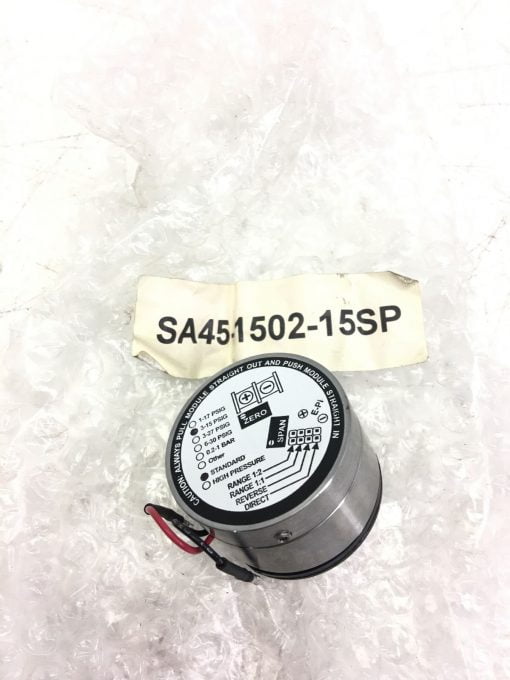 SA451502-15SP
CAUTION: ALWAYS PULL MODULE STRAIGHT OUT AND PUSH MODULE STRAIGHT IN
1-17 PSIG
3-15 PSIG
3-27 PSIG
6-30 PSIG
0.2-1 BAR
Other
STANDARD
HIGH PRESSURE
+ −
ZERO
SPAN
+ E-P/
−
RANGE 1:2
RANGE 1:1
REVERSE
DIRECT